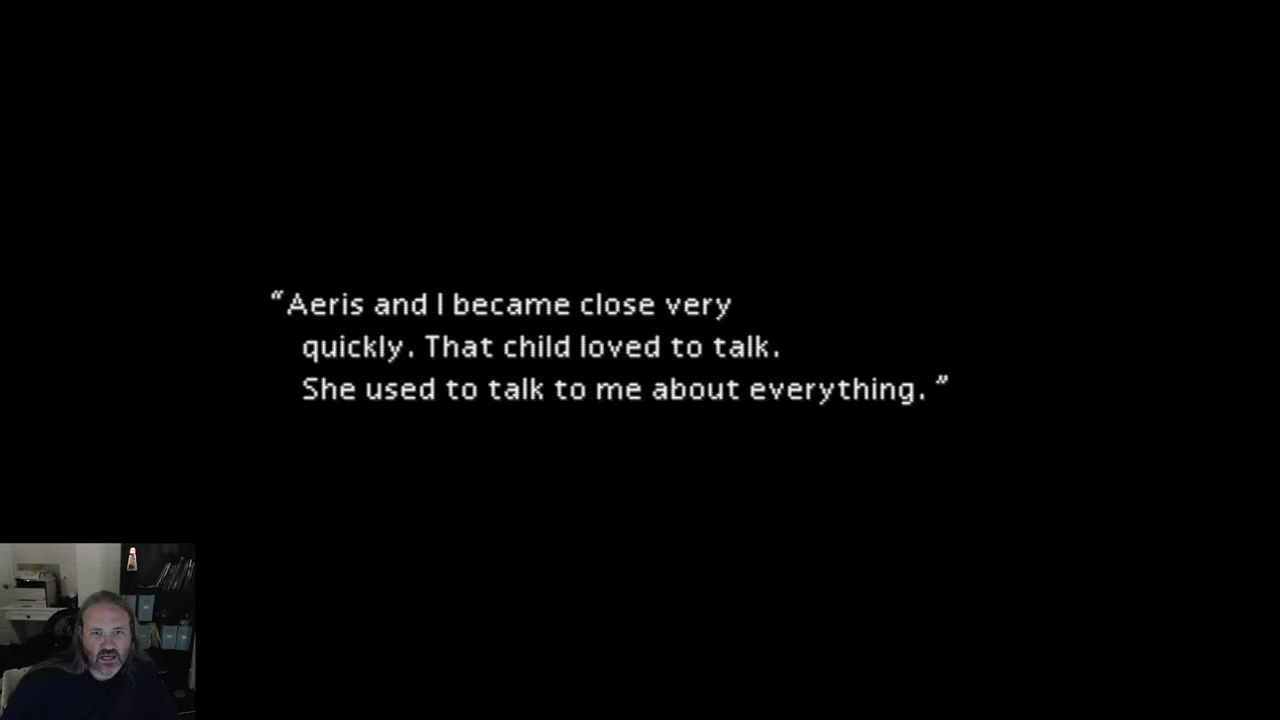 “Aeris and I became close very
quickly. That child loved to talk.
She used to talk to me about everything.”